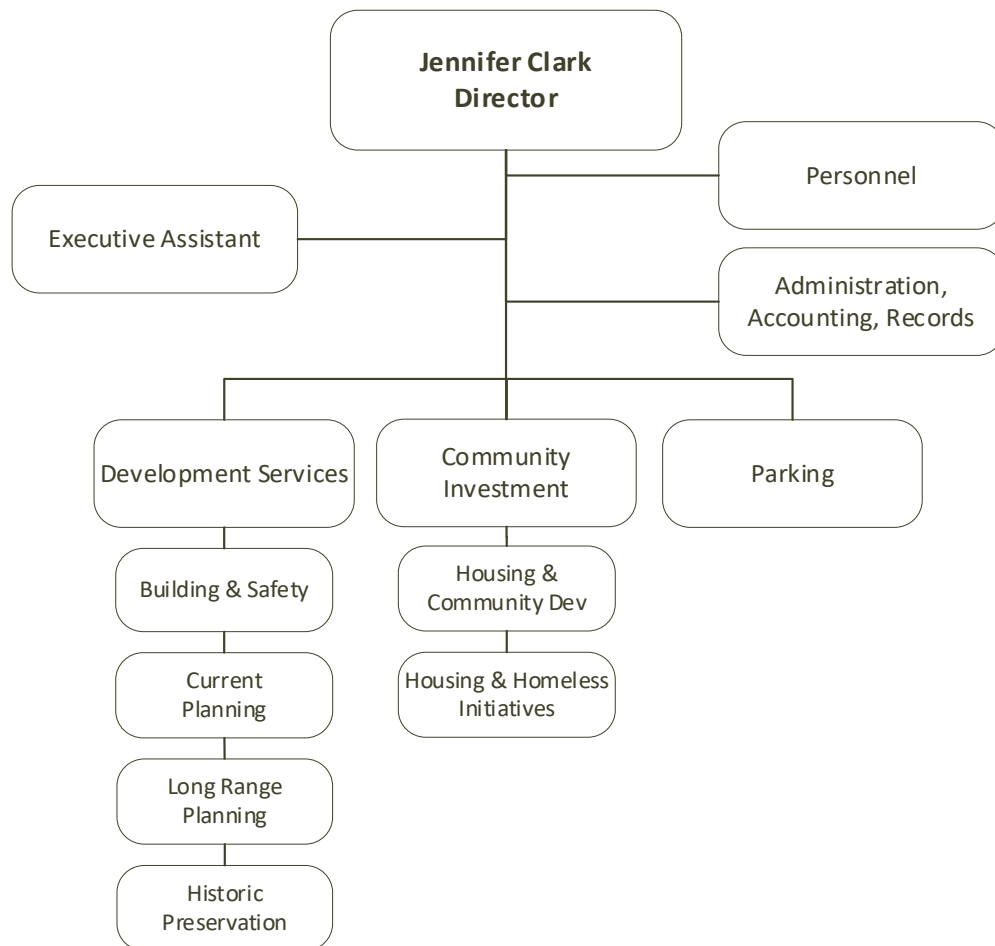 Jennifer Clark
Director
Personnel
Executive Assistant
Administration,
Accounting, Records
Development Services
Community
Investment
Parking
Building & Safety
Housing &
Community Dev
Current
Planning
Housing & Homeless
Initiatives
Long Range
Planning
Historic
Preservation